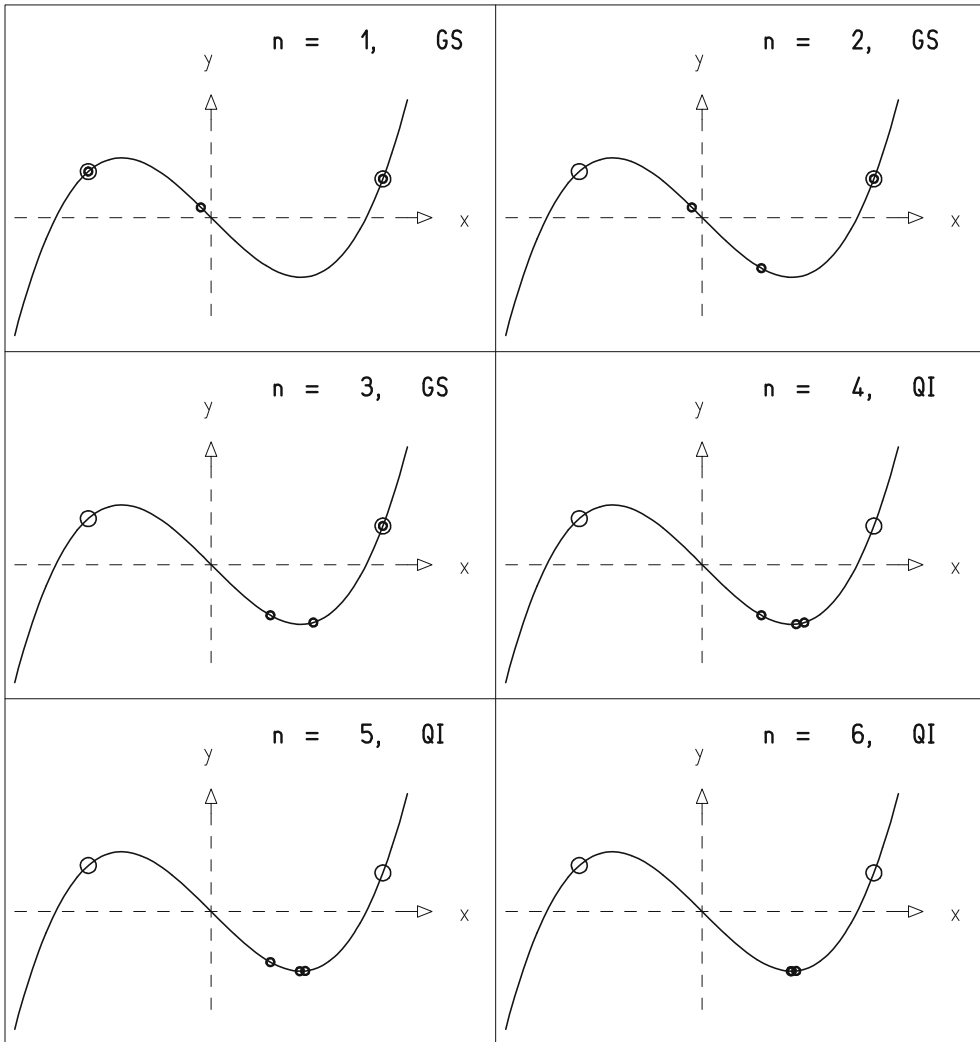 n = 1, GS
y
x
n = 2, GS
y
x
n = 3, GS
y
x
n = 4, QI
y
x
n = 5, QI
y
x
n = 6, QI
y
x